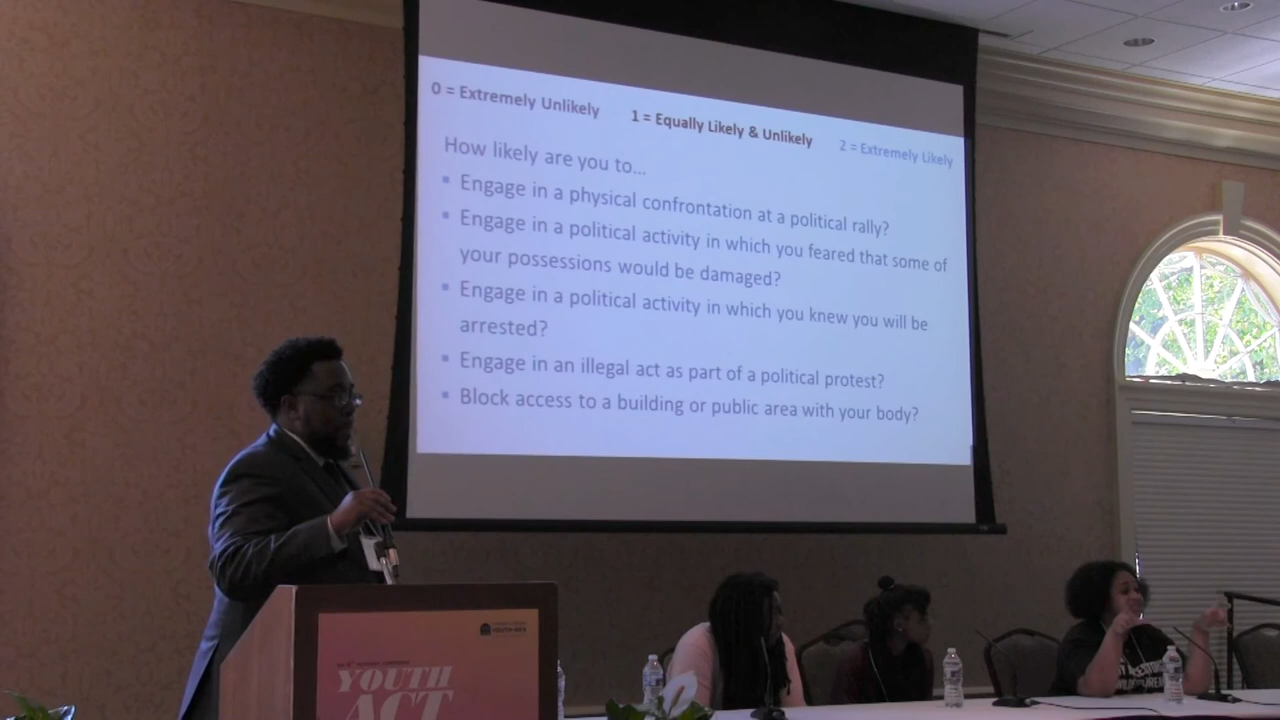 0 = Extremely Unlikely
1 = Equally Likely & Unlikely
2 = Extremely Likely
How likely are you to...
▪ Engage in a physical confrontation at a political rally?
▪ Engage in a political activity in which you feared that some of
your possessions would be damaged?
▪ Engage in a political activity in which you knew you will be
arrested?
▪ Engage in an illegal act as part of a political protest?
▪ Block access to a building or public area with your body?
YOUTH
ACT